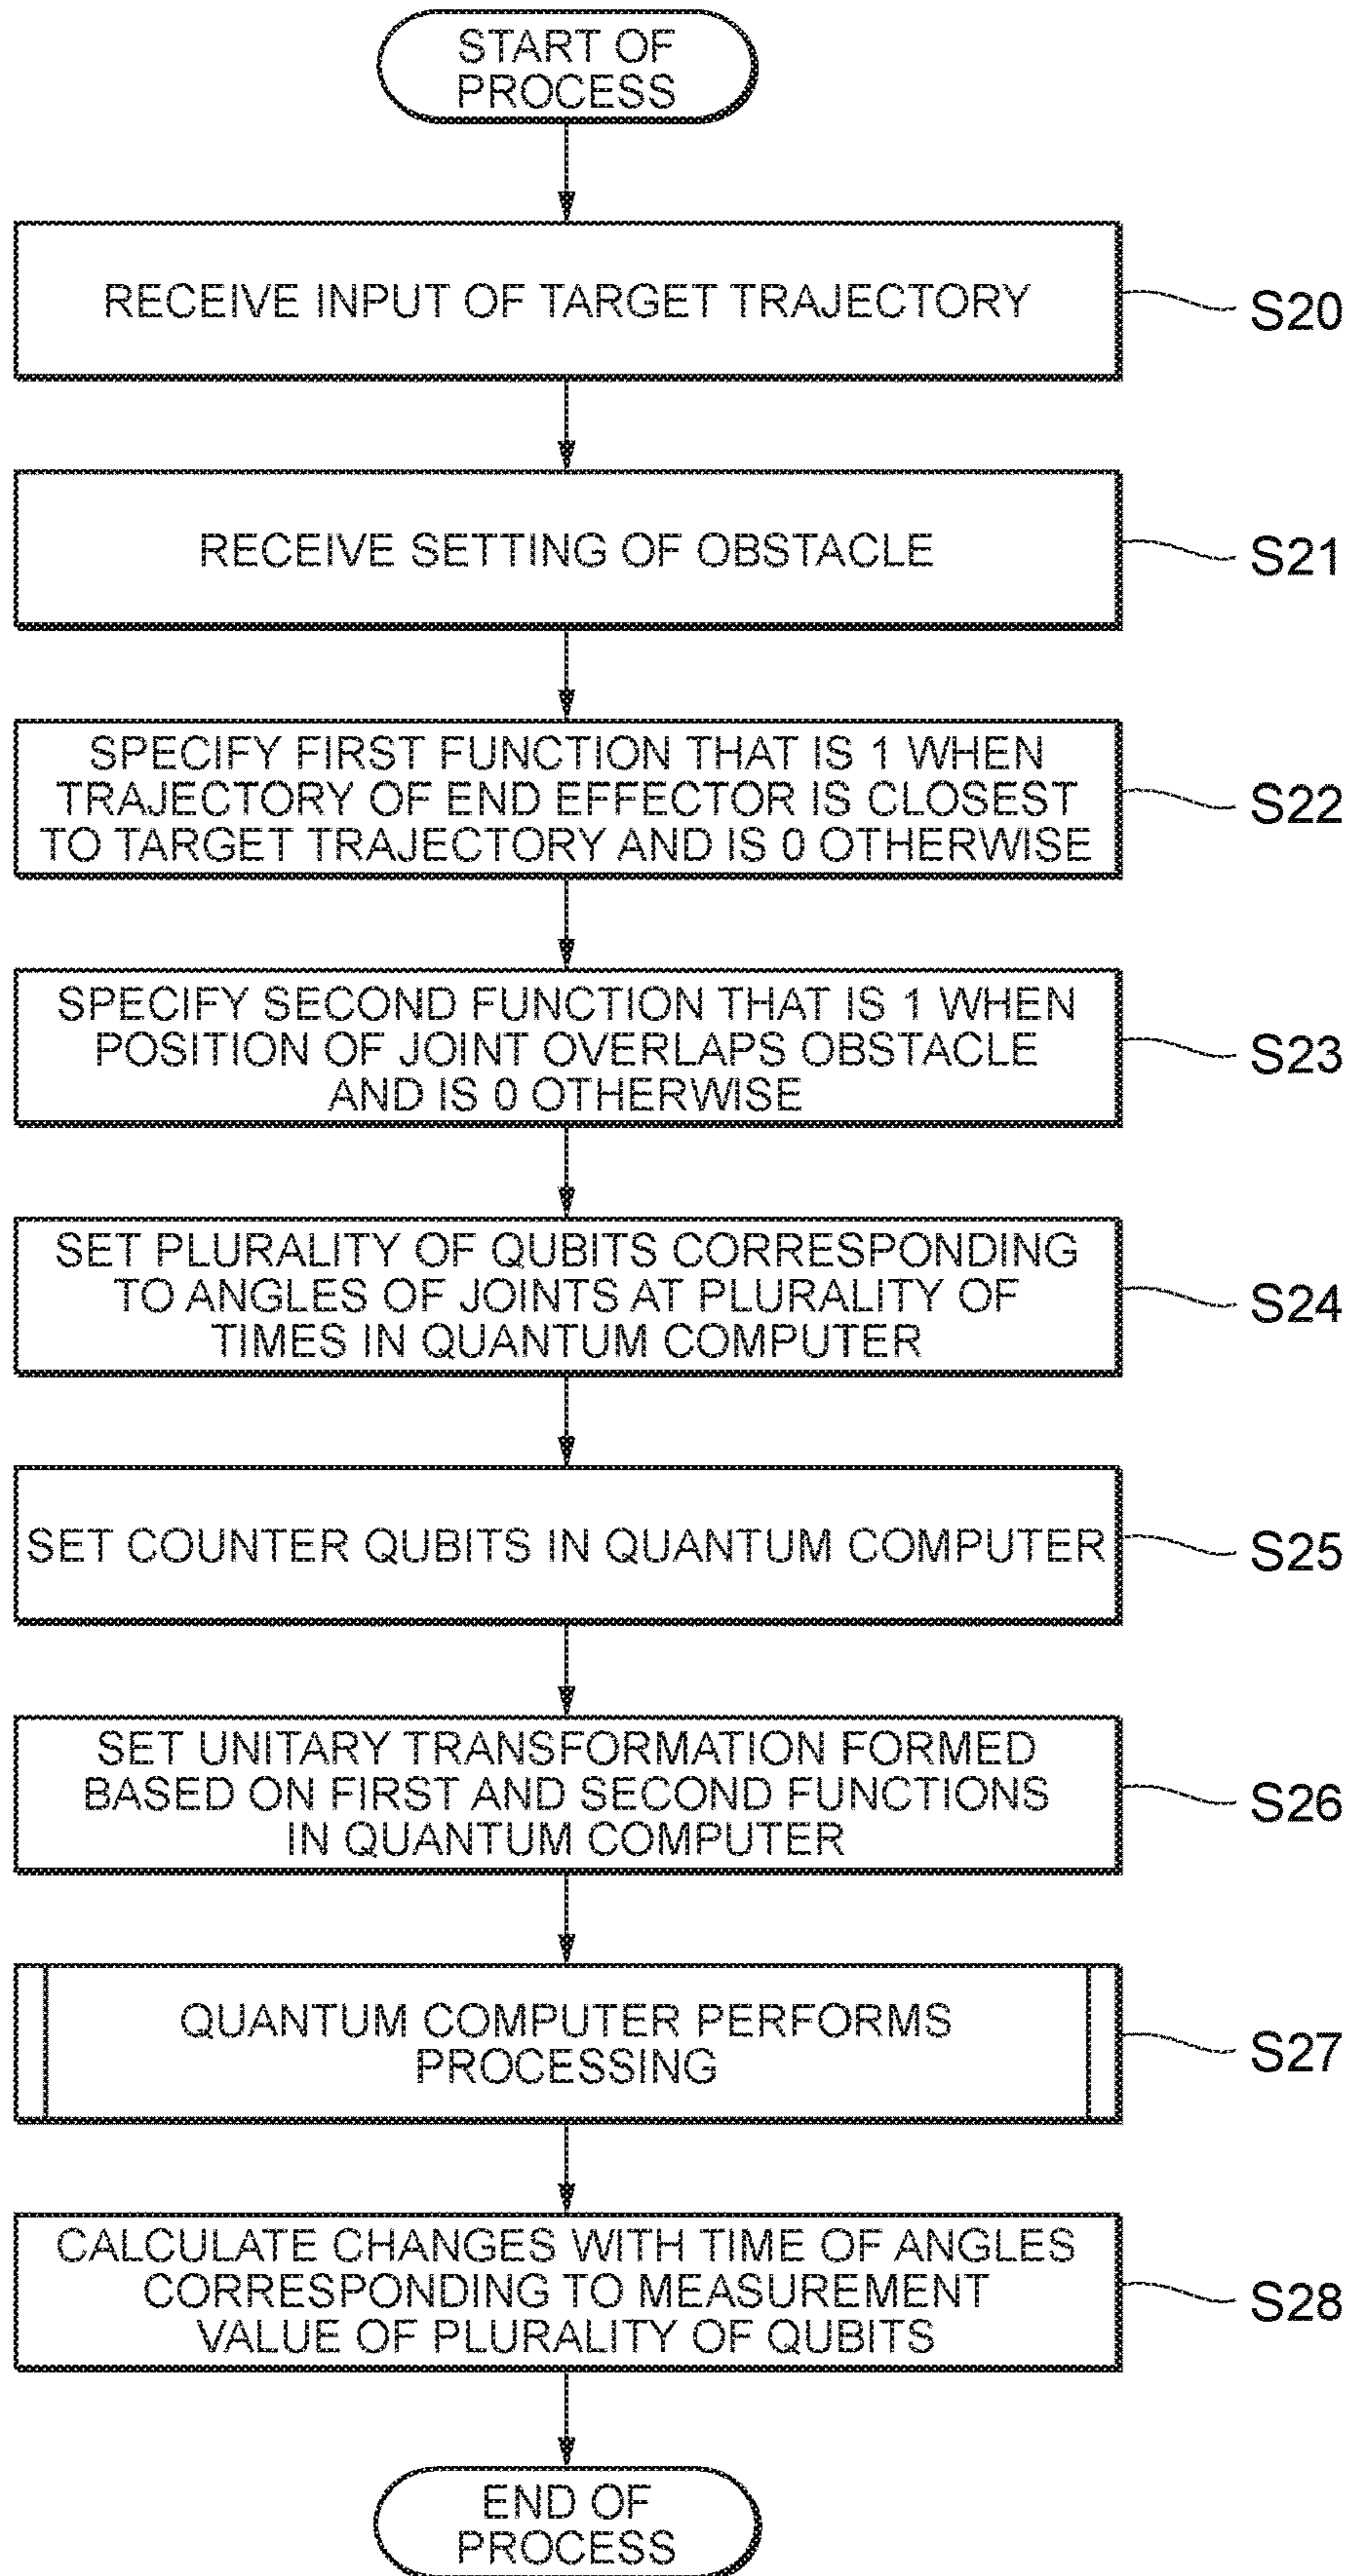 START OF
PROCESS
RECEIVE INPUT OF TARGET TRAJECTORY
S20
RECEIVE SETTING OF OBSTACLE
S21
SPECIFY FIRST FUNCTION THAT IS 1 WHEN
TRAJECTORY OF END EFFECTOR IS CLOSEST
TO TARGET TRAJECTORY AND IS 0 OTHERWISE
S22
SPECIFY SECOND FUNCTION THAT IS 1 WHEN
POSITION OF JOINT OVERLAPS OBSTACLE
AND IS 0 OTHERWISE
S23
SET PLURALITY OF QUBITS CORRESPONDING
TO ANGLES OF JOINTS AT PLURALITY OF
TIMES IN QUANTUM COMPUTER
S24
SET COUNTER QUBITS IN QUANTUM COMPUTER
S25
SET UNITARY TRANSFORMATION FORMED
BASED ON FIRST AND SECOND FUNCTIONS
IN QUANTUM COMPUTER
S26
QUANTUM COMPUTER PERFORMS
PROCESSING
S27
CALCULATE CHANGES WITH TIME OF ANGLES
CORRESPONDING TO MEASUREMENT
VALUE OF PLURALITY OF QUBITS
S28
END OF
PROCESS